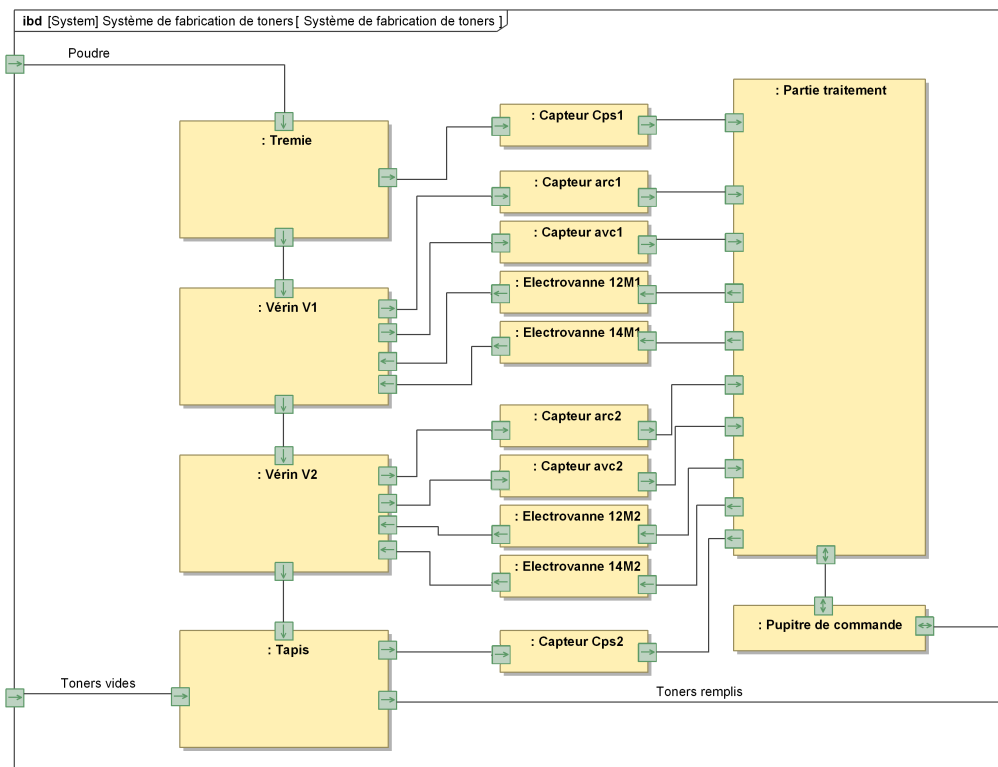 ibd [System] Système de fabrication de toners [ Système de fabrication de toners ]
Poudre
: Tremie
: Capteur Cps1
: Partie traitement
: Capteur arc1
: Capteur avc1
: Electrovanne 12M1
: Vérin V1
: Electrovanne 14M1
: Capteur arc2
: Vérin V2
: Capteur avc2
: Electrovanne 12M2
: Electrovanne 14M2
: Pupitre de commande
: Tapis
: Capteur Cps2
Toners vides
Toners remplis